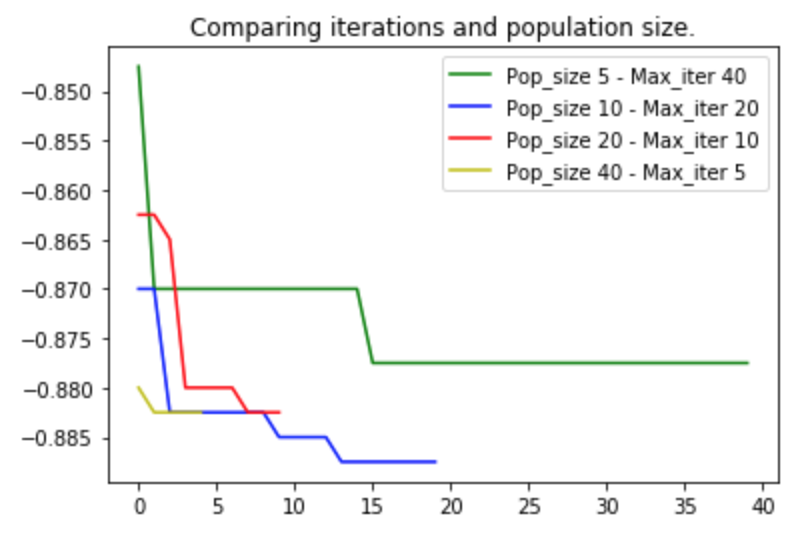 Comparing iterations and population size.
Pop_size 5 - Max_iter 40
Pop_size 10 - Max_iter 20
Pop_size 20 - Max_iter 10
Pop_size 40 - Max_iter 5
−0.850
−0.855
−0.860
−0.865
−0.870
−0.875
−0.880
−0.885
0 5 10 15 20 25 30 35 40